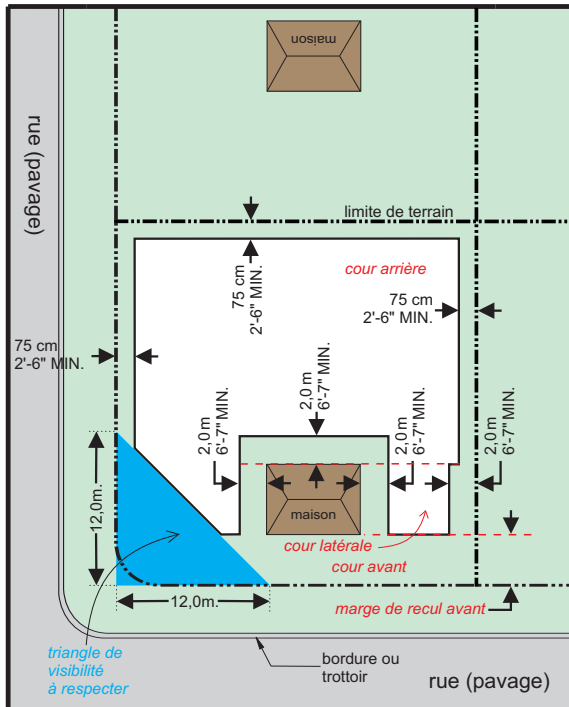 maison
rue (pavage)
limite de terrain
cour arrière
75 cm
2'-6" MIN.
75 cm
2'-6" MIN.
75 cm
2'-6" MIN.
2,0 m
6'-7" MIN.
2,0 m
6'-7" MIN.
2,0 m
6'-7" MIN.
2,0 m
6'-7" MIN.
12,0m.
maison
cour latérale
cour avant
12,0m.
marge de recul avant
triangle de
visibilité
à respecter
bordure ou
trottoir
rue (pavage)